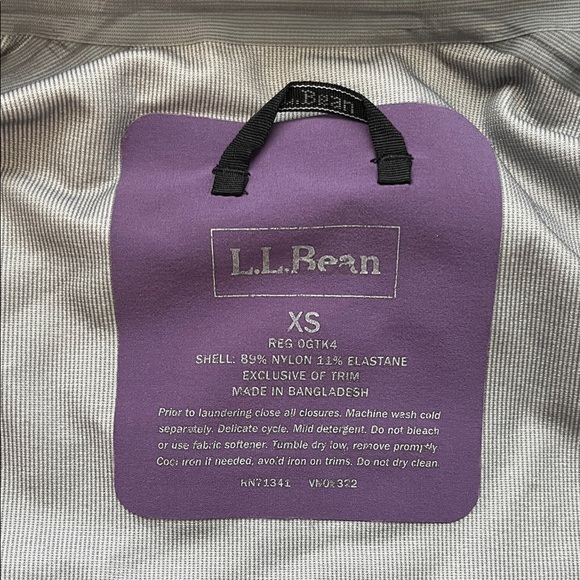 L.L.Bean
L.L.Bean
XS
REG 0GTK4
SHELL: 89% NYLON 11% ELASTANE
EXCLUSIVE OF TRIM
MADE IN BANGLADESH
Prior to laundering close all closures. Machine wash cold
separately. Delicate cycle. Mild detergent. Do not bleach
or use fabric softener. Tumble dry low, remove promptly
Cool iron if needed, avoid iron on trims. Do not dry clean
RN71341